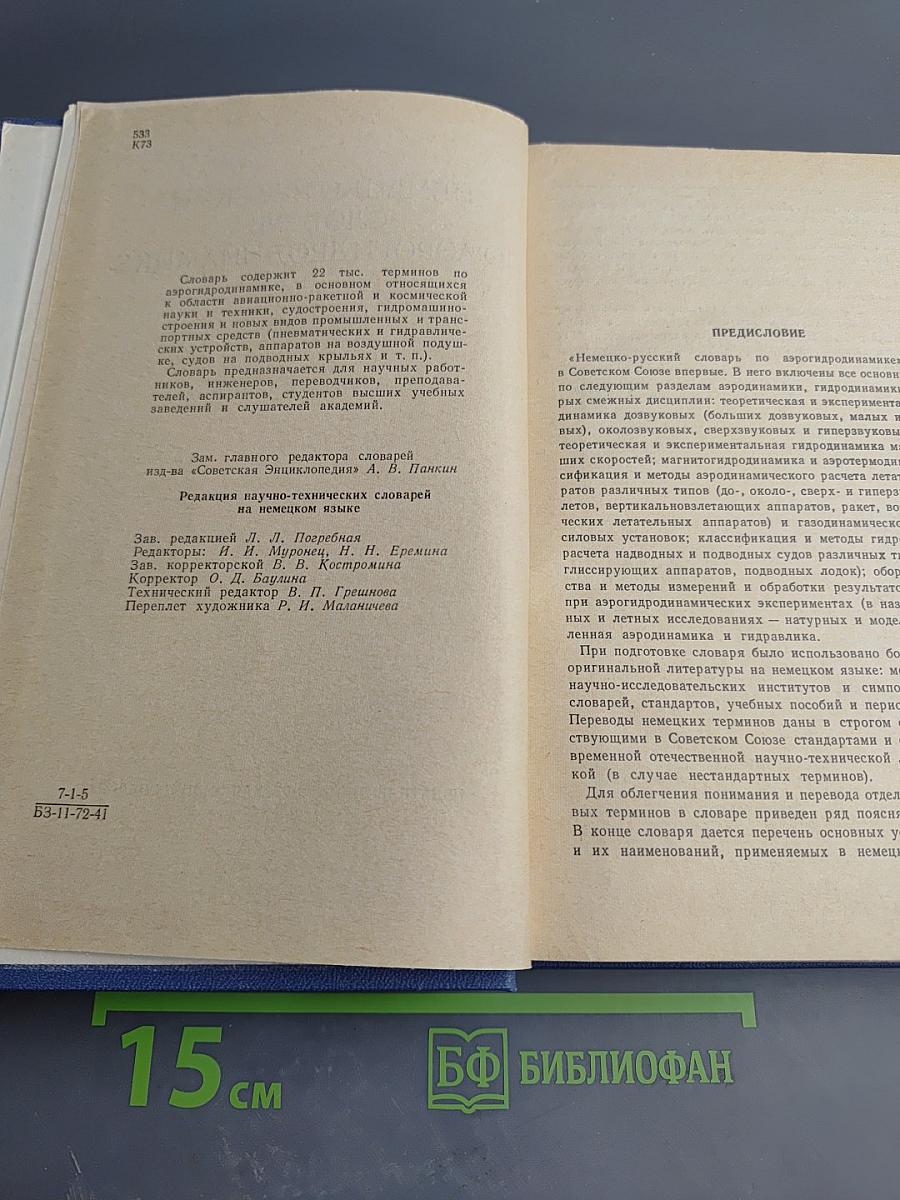 533
К73
Словарь содержит 22 тыс. терминов по
аэрогидродинамике, в основном относящихся
к области авиационно-ракетной и космической
науки и техники, судостроения, гидромашино-
строения и новых видов промышленных и транс-
портных средств (пневматических и гидравличе-
ских устройств, аппаратов на воздушной подуш-
ке, судов на подводных крыльях и т. п.).
Словарь предназначается для научных работ-
ников, инженеров, переводчиков, преподава-
телей, аспирантов, студентов высших учебных
заведений и слушателей академий.
Зам. главного редактора словарей
изд-ва «Советская Энциклопедия» А. В. Панкин
Редакция научно-технических словарей
на немецком языке
Зав. редакцией Л. Л. Погребная
Редакторы: И. И. Муронец, Н. Н. Еремина
Зав. корректорской В. В. Костромина
Корректор О. Д. Баулина
Технический редактор В. П. Грешнова
Переплет художника Р. И. Маланичева
7-1-5
БЗ-11-72-41
ПРЕДИСЛОВИЕ
«Немецко-русский словарь по аэрогидродинамике»
в Советском Союзе впервые. В него включены все основн
по следующим разделам аэродинамики, гидродинамики
рых смежных дисциплин: теоретическая и эксперимента
динамика дозвуковых (больших дозвуковых, малых и
вых), околозвуковых, сверхзвуковых и гиперзвуковы
теоретическая и экспериментальная гидродинамика ма
ших скоростей; магнитогидродинамика и аэротермоди
сификация и методы аэродинамического расчета летат
ратов различных типов (до-, около-, сверх- и гиперз
летов, вертикальновзлетающих аппаратов, ракет, во
ческих летательных аппаратов) и газодинамическо
силовых установок; классификация и методы гидр
расчета надводных и подводных судов различных т
глиссирующих аппаратов, подводных лодок); обор
ства и методы измерений и обработки результато
при аэрогидродинамических экспериментах (в наз
ных и летных исследованиях — натурных и моде
ленная аэродинамика и гидравлика.
При подготовке словаря было использовано бо
оригинальной литературы на немецком языке: мо
научно-исследовательских институтов и симпо
словарей, стандартов, учебных пособий и перис
Переводы немецких терминов даны в строгом с
ствующими в Советском Союзе стандартами и с
временной отечественной научно-технической
кой (в случае нестандартных терминов).
Для облегчения понимания и перевода отдел
вых терминов в словаре приведен ряд поясня
В конце словаря дается перечень основных ус
и их наименований, применяемых в немецк
15 см
БФ БИБЛИОФАН